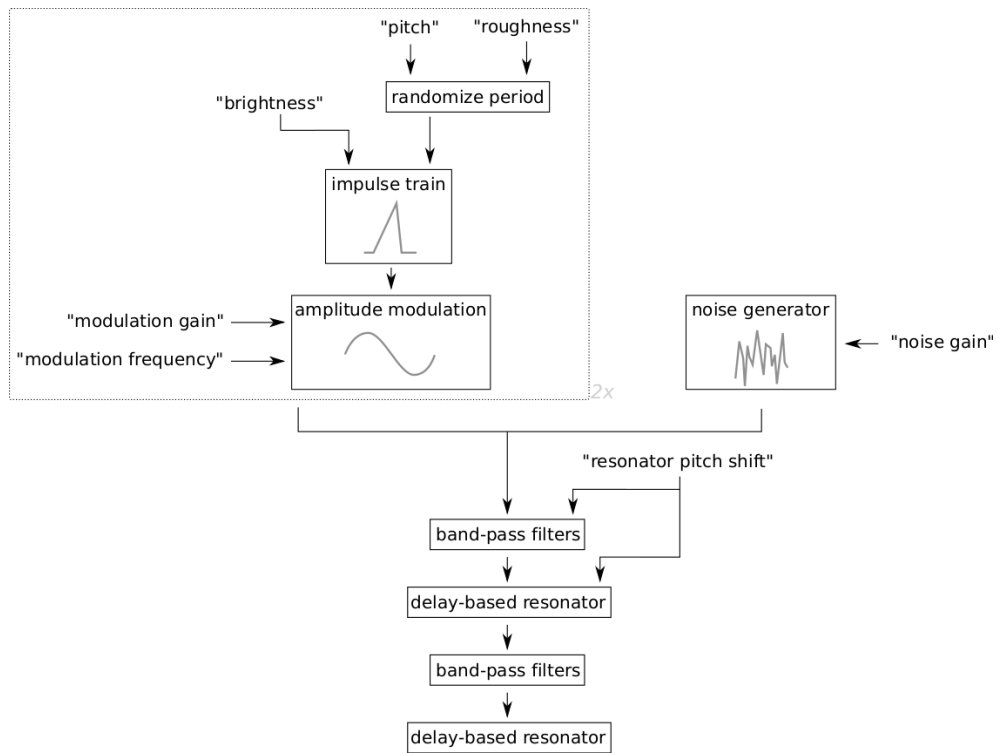 "pitch" "roughness"
randomize period
"brightness"
impulse train
amplitude modulation
"modulation gain"
"modulation frequency"
noise generator
"noise gain"
2x
"resonator pitch shift"
band-pass filters
delay-based resonator
band-pass filters
delay-based resonator